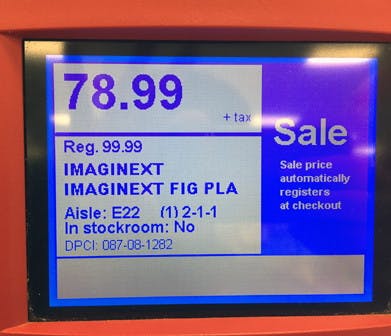 78.99
+ tax
Reg. 99.99
IMAGINEXT
IMAGINEXT FIG PLA
Aisle: E22 (1) 2-1-1
In stockroom: No
DPCI: 087-08-1282
Sale
Sale price
automatically
registers
at checkout